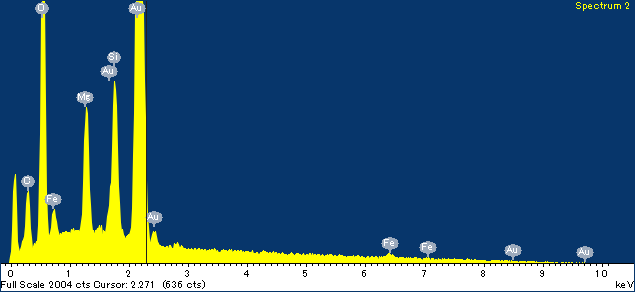 Spectrum 2
O Au
Si
Au
Mg
C
Fe
Au
Fe Fe Au Au
0 1 2 3 4 5 6 7 8 9 10
Full Scale 2004 cts Cursor: 2.271 (636 cts) keV